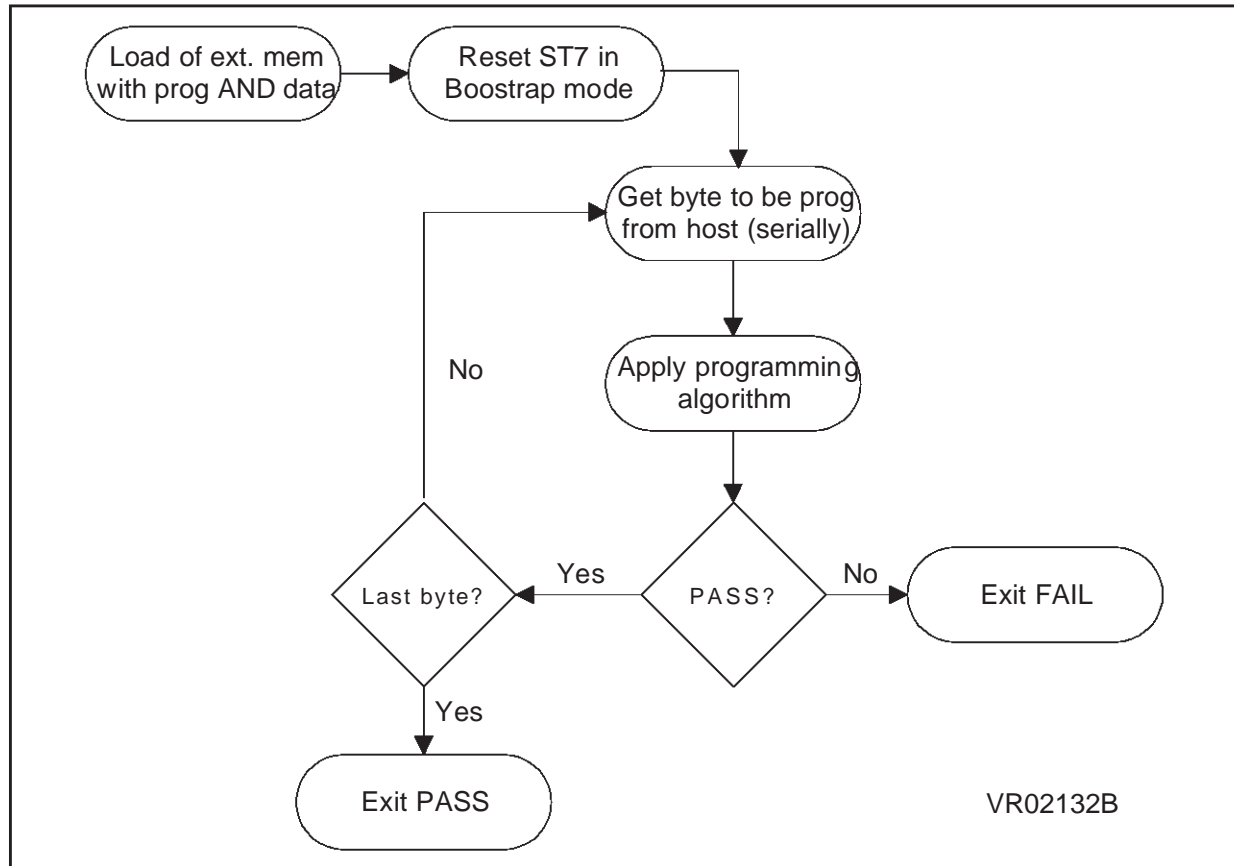 Load of ext. mem
with prog AND data
Reset ST7 in
Boostrap mode
Get byte to be prog
from host (serially)
Apply programming
algorithm
No
Last byte?
Yes
PASS?
No
Exit FAIL
Yes
Exit PASS
VR02132B